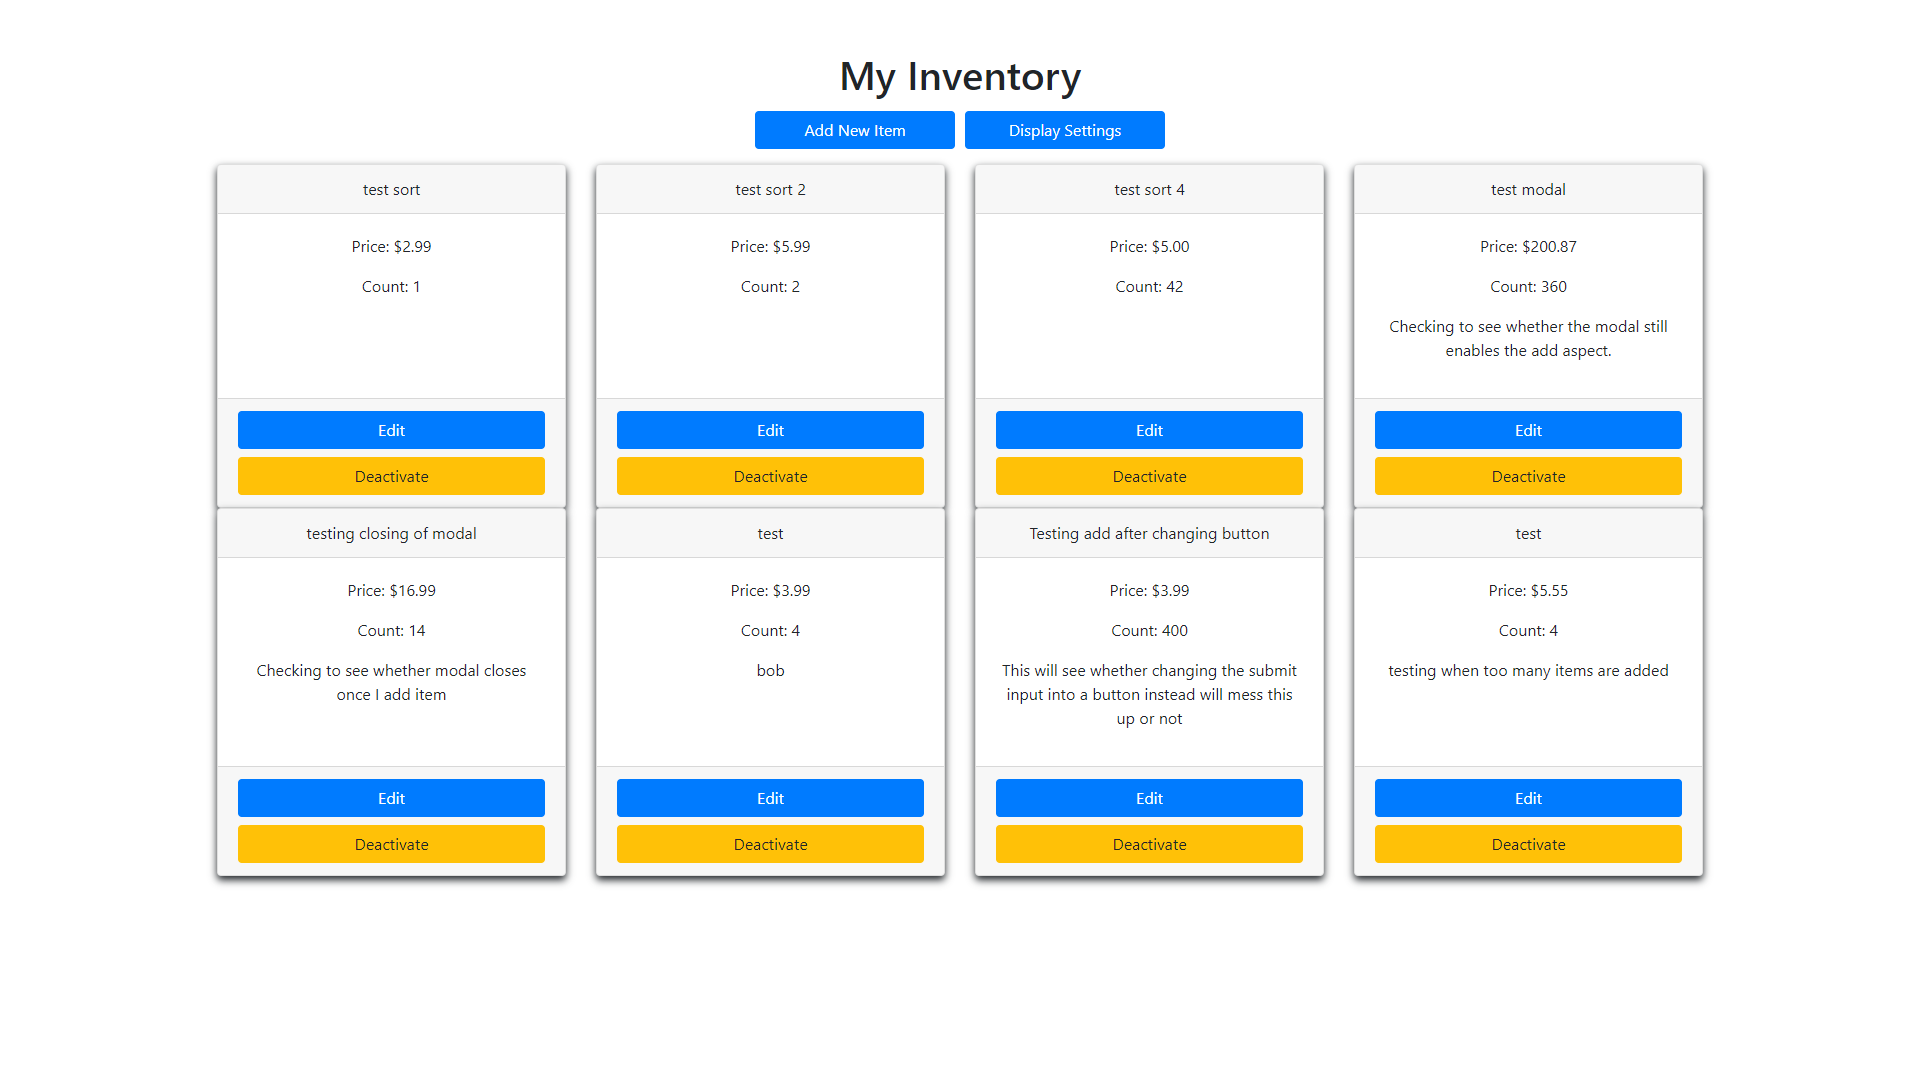 My Inventory
Add New Item
Display Settings
test sort
Price: $2.99
Count: 1
Edit
Deactivate
test sort 2
Price: $5.99
Count: 2
Edit
Deactivate
test sort 4
Price: $5.00
Count: 42
Edit
Deactivate
test modal
Price: $200.87
Count: 360
Checking to see whether the modal still
enables the add aspect.
Edit
Deactivate
testing closing of modal
Price: $16.99
Count: 14
Checking to see whether modal closes
once I add item
Edit
Deactivate
test
Price: $3.99
Count: 4
bob
Edit
Deactivate
Testing add after changing button
Price: $3.99
Count: 400
This will see whether changing the submit
input into a button instead will mess this
up or not
Edit
Deactivate
test
Price: $5.55
Count: 4
testing when too many items are added
Edit
Deactivate